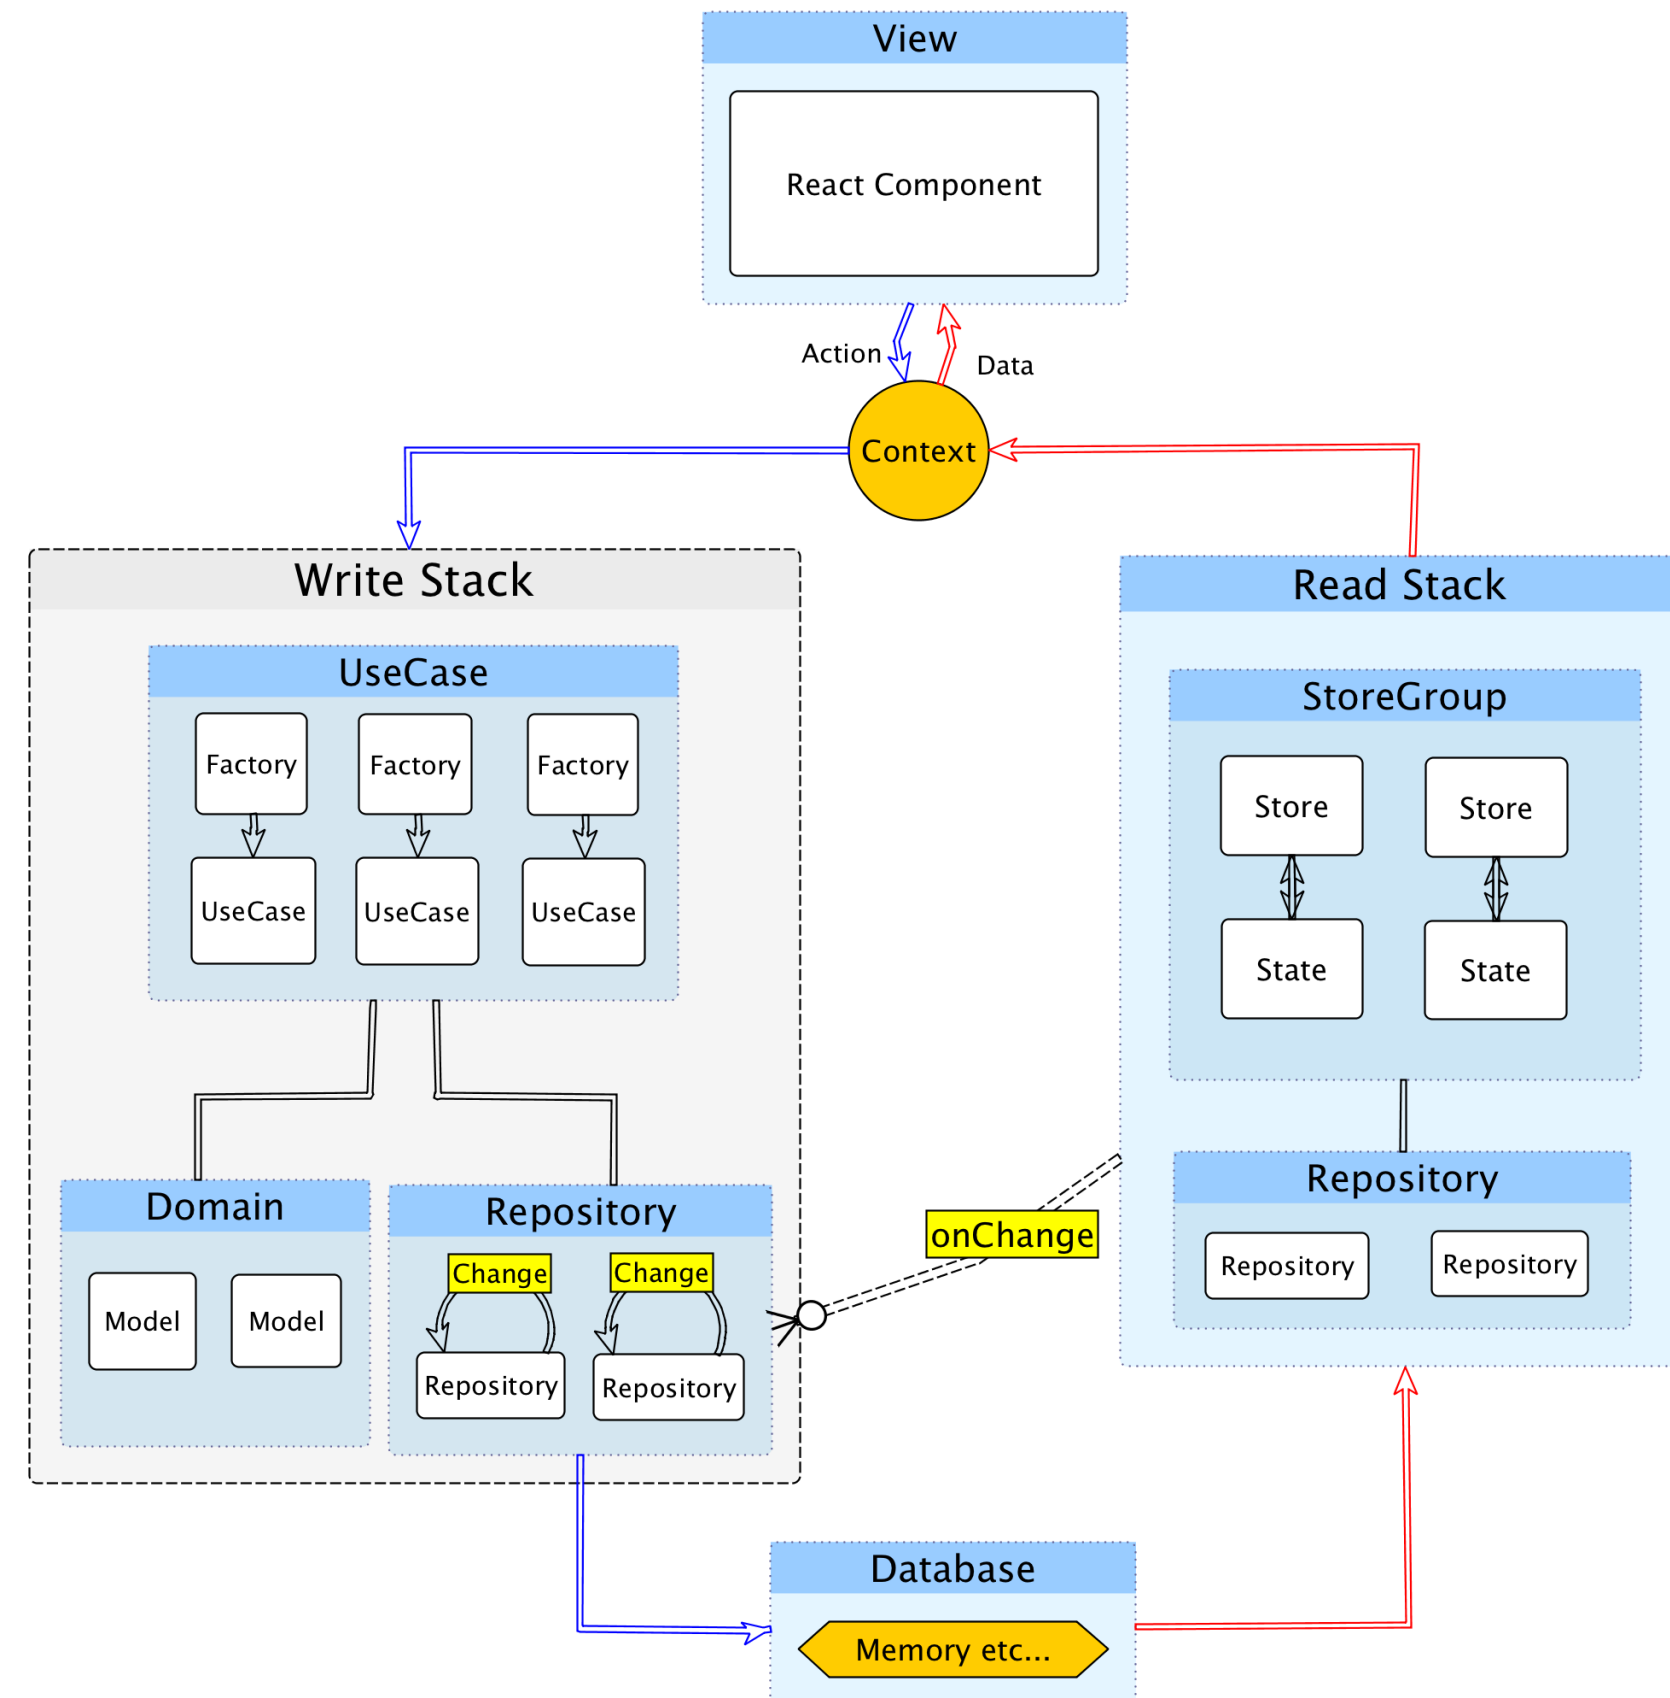 View
React Component
Action
Data
Context
Write Stack
UseCase
Factory
Factory
Factory
UseCase
UseCase
UseCase
Domain
Model
Model
Repository
Change
Change
Repository
Repository
onChange
Read Stack
StoreGroup
Store
Store
State
State
Repository
Repository
Repository
Database
Memory etc...